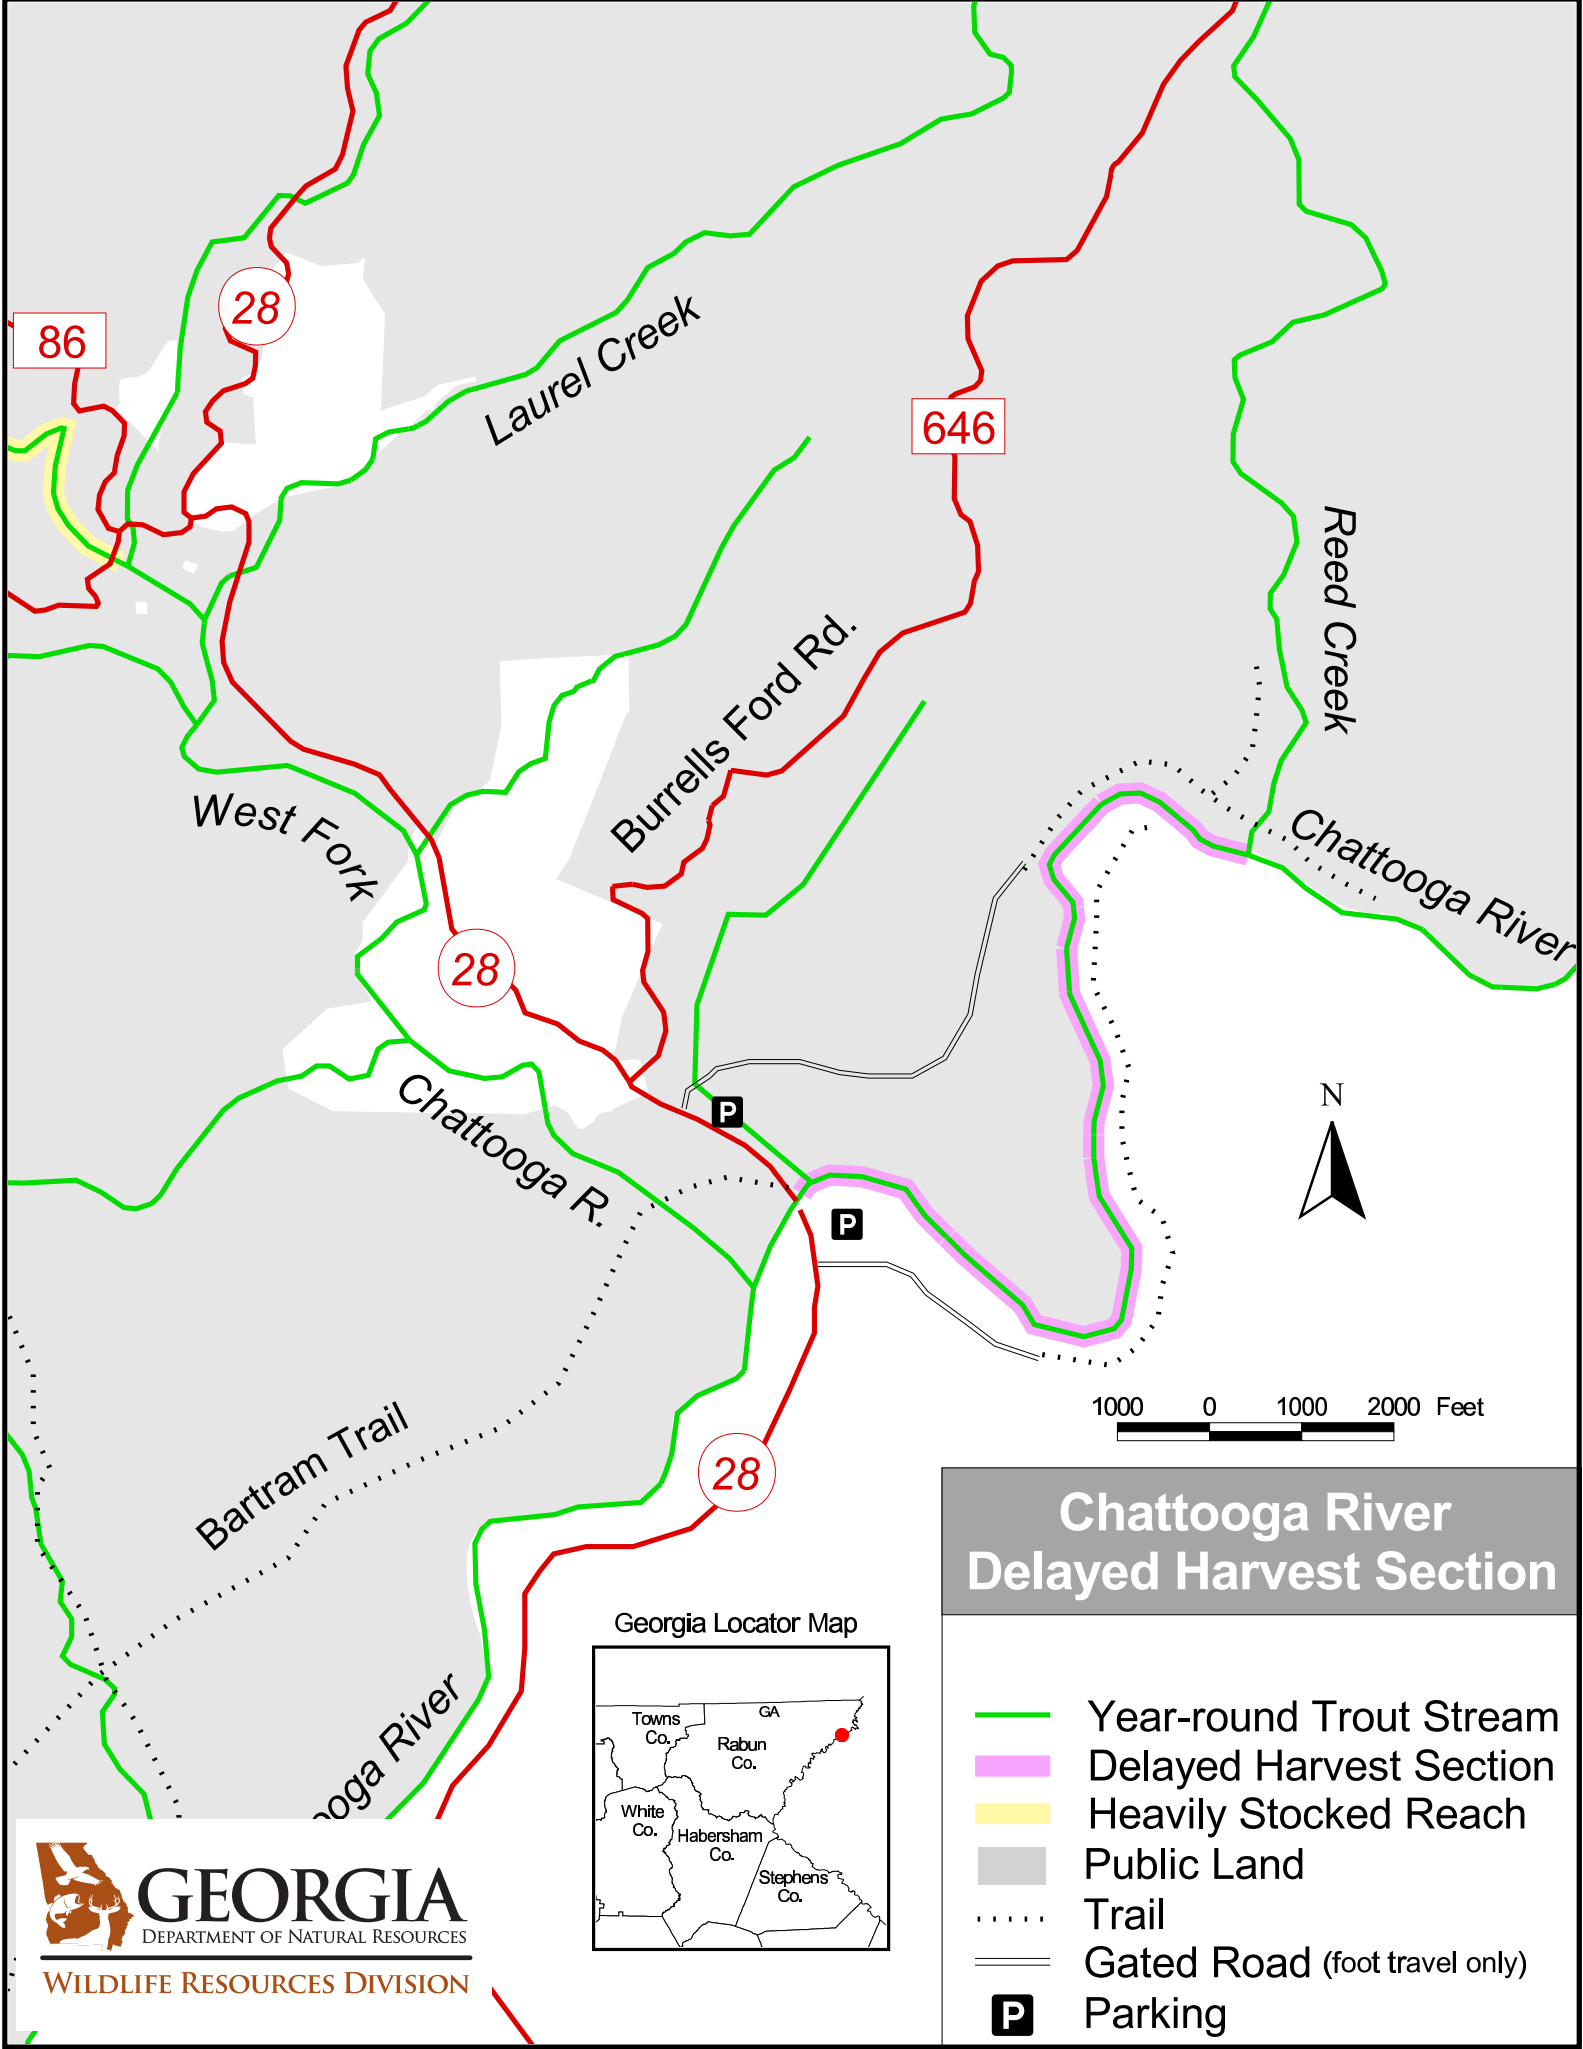 28
86
Laurel Creek
646
Reed Creek
Burrells Ford Rd.
West Fork
Chattooga River
28
Chattooga R.
P
P
N
1000 0 1000 2000 Feet
Bartram Trail
28
Chattooga River
Delayed Harvest Section
Georgia Locator Map
GA
Towns
Co.
Rabun
Co.
White
Co.
Habersham
Co.
Stephens
Co.
ooga River
Year-round Trout Stream
Delayed Harvest Section
Heavily Stocked Reach
Public Land
Trail
Gated Road (foot travel only)
P Parking
GEORGIA
DEPARTMENT OF NATURAL RESOURCES
WILDLIFE RESOURCES DIVISION